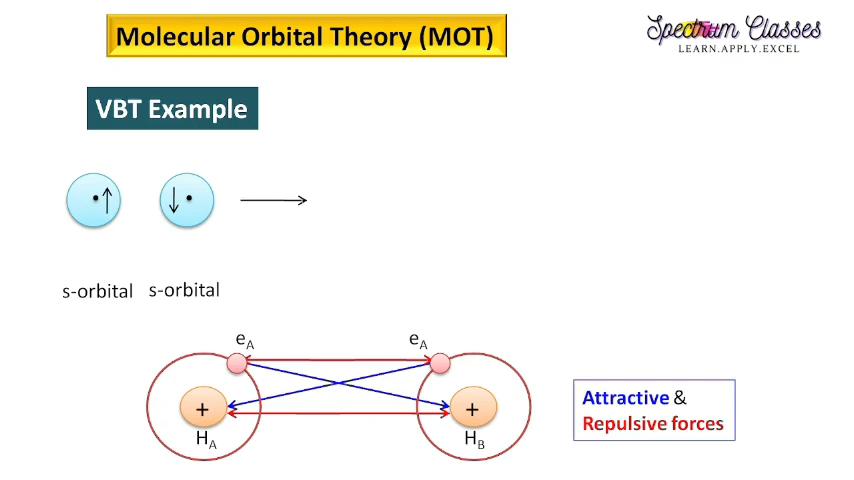 Molecular Orbital Theory (MOT)
Spectrum Classes
LEARN.APPLY.EXCEL
VBT Example
s-orbital s-orbital
eA eA
+ +
HA HB
Attractive &
Repulsive forces